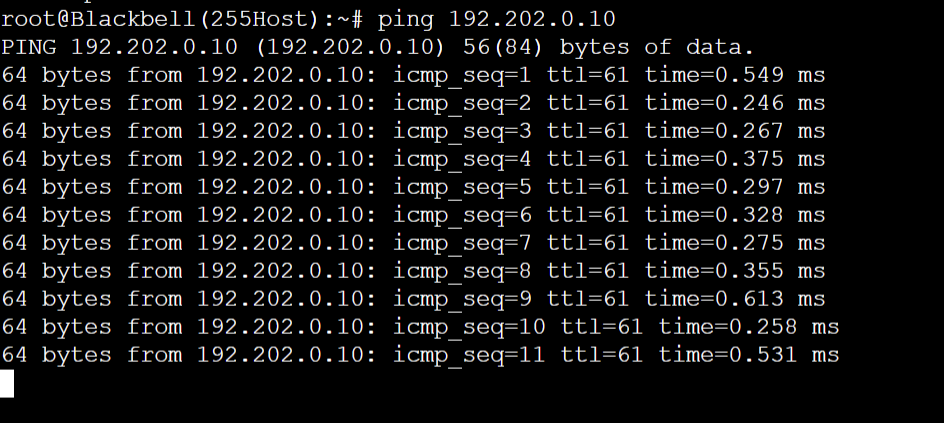 root@Blackbell(255Host):~# ping 192.202.0.10
PING 192.202.0.10 (192.202.0.10) 56(84) bytes of data.
64 bytes from 192.202.0.10: icmp_seq=1 ttl=61 time=0.549 ms
64 bytes from 192.202.0.10: icmp_seq=2 ttl=61 time=0.246 ms
64 bytes from 192.202.0.10: icmp_seq=3 ttl=61 time=0.267 ms
64 bytes from 192.202.0.10: icmp_seq=4 ttl=61 time=0.375 ms
64 bytes from 192.202.0.10: icmp_seq=5 ttl=61 time=0.297 ms
64 bytes from 192.202.0.10: icmp_seq=6 ttl=61 time=0.328 ms
64 bytes from 192.202.0.10: icmp_seq=7 ttl=61 time=0.275 ms
64 bytes from 192.202.0.10: icmp_seq=8 ttl=61 time=0.355 ms
64 bytes from 192.202.0.10: icmp_seq=9 ttl=61 time=0.613 ms
64 bytes from 192.202.0.10: icmp_seq=10 ttl=61 time=0.258 ms
64 bytes from 192.202.0.10: icmp_seq=11 ttl=61 time=0.531 ms